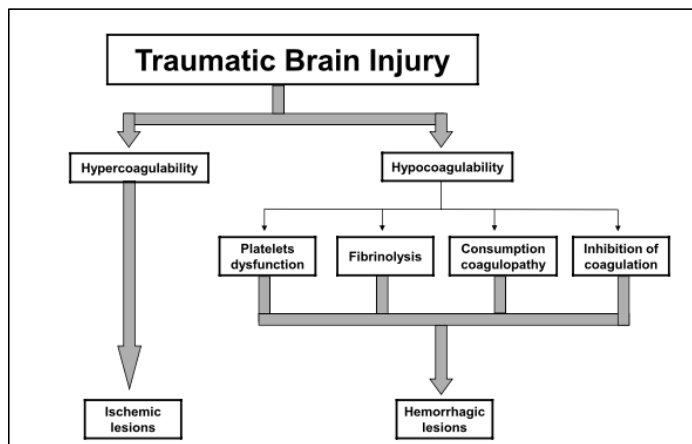 Traumatic Brain Injury
Hypercoagulability
Hypocoagulability
Platelets
dysfunction
Fibrinolysis
Consumption
coagulopathy
Inhibition of
coagulation
Ischemic
lesions
Hemorrhagic
lesions